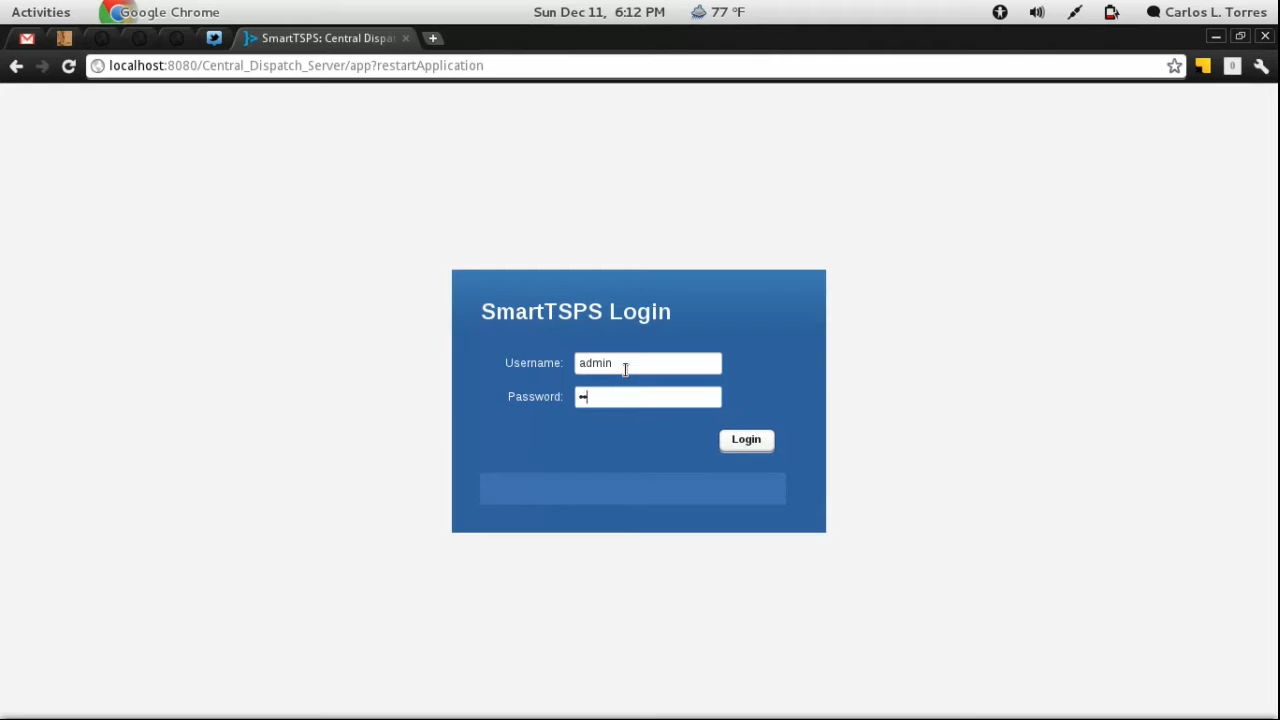 Activities Google Chrome Sun Dec 11, 6:12 PM 77 °F Carlos L. Torres
SmartTSPS: Central Dispa
localhost:8080/Central_Dispatch_Server/app?restartApplication 0
SmartTSPS Login
Username: admin
Password:
Login